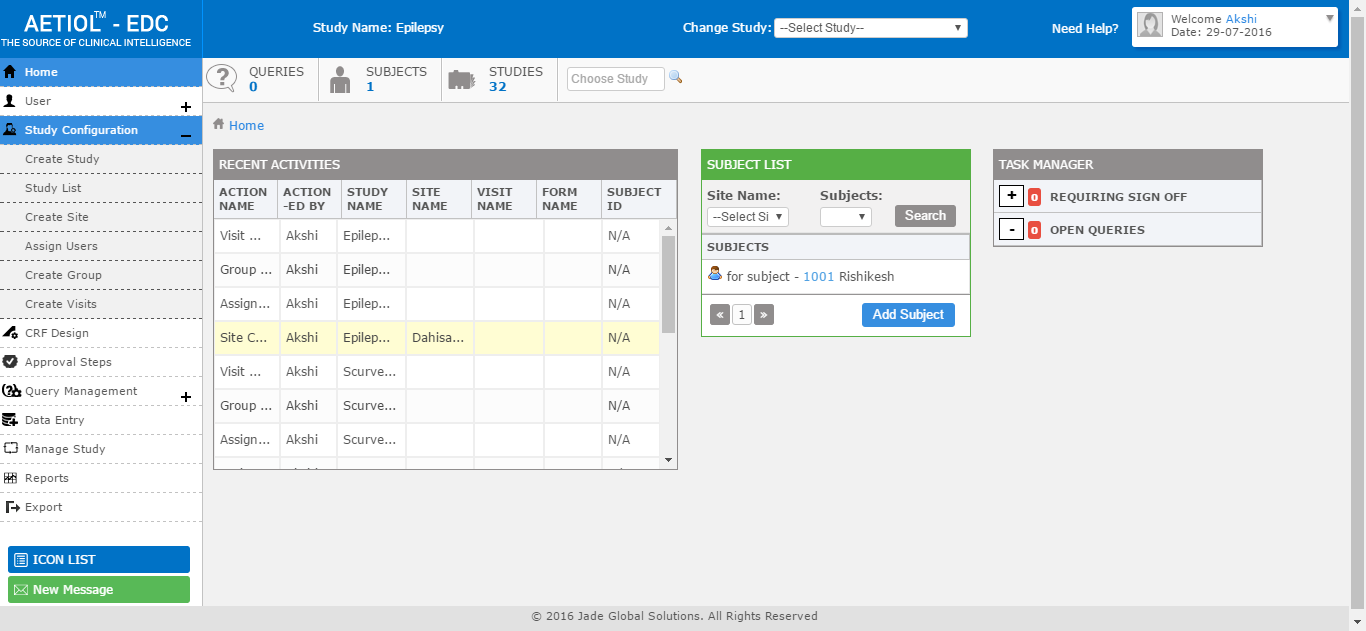 AETIOL™ - EDC
THE SOURCE OF CLINICAL INTELLIGENCE
Study Name: Epilepsy
Change Study: --Select Study--
Need Help?
Welcome Akshi
Date: 29-07-2016
Home
User
Study Configuration
Create Study
Study List
Create Site
Assign Users
Create Group
Create Visits
CRF Design
Approval Steps
Query Management
Data Entry
Manage Study
Reports
Export
ICON LIST
New Message
QUERIES
0
SUBJECTS
1
STUDIES
32
Choose Study
Home
RECENT ACTIVITIES
ACTION NAME ACTION-ED BY STUDY NAME SITE NAME VISIT NAME FORM NAME SUBJECT ID
Visit ... Akshi Epilep... N/A
Group ... Akshi Epilep... N/A
Assign... Akshi Epilep... N/A
Site C... Akshi Epilep... Dahisa... N/A
Visit ... Akshi Scurve... N/A
Group ... Akshi Scurve... N/A
Assign... Akshi Scurve... N/A
SUBJECT LIST
Site Name: Subjects:
--Select Si Search
SUBJECTS
for subject - 1001 Rishikesh
« 1 » Add Subject
TASK MANAGER
+ 0 REQUIRING SIGN OFF
- 0 OPEN QUERIES
© 2016 Jade Global Solutions. All Rights Reserved